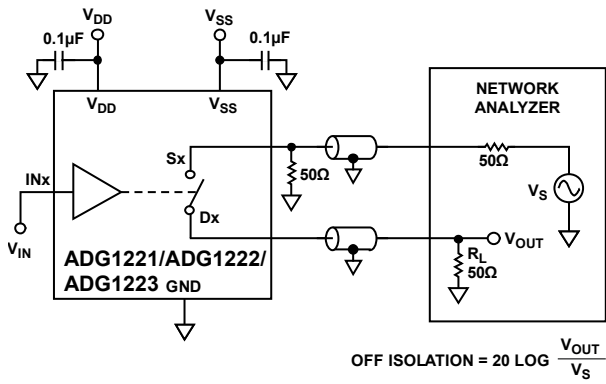 VDD
VSS
0.1µF
0.1µF
VDD
VSS
NETWORK
ANALYZER
Sx
50Ω
50Ω
INx
VS
Dx
VOUT
VIN
ADG1221/ADG1222/
ADG1223 GND
RL
50Ω
OFF ISOLATION = 20 LOG VOUT
VS